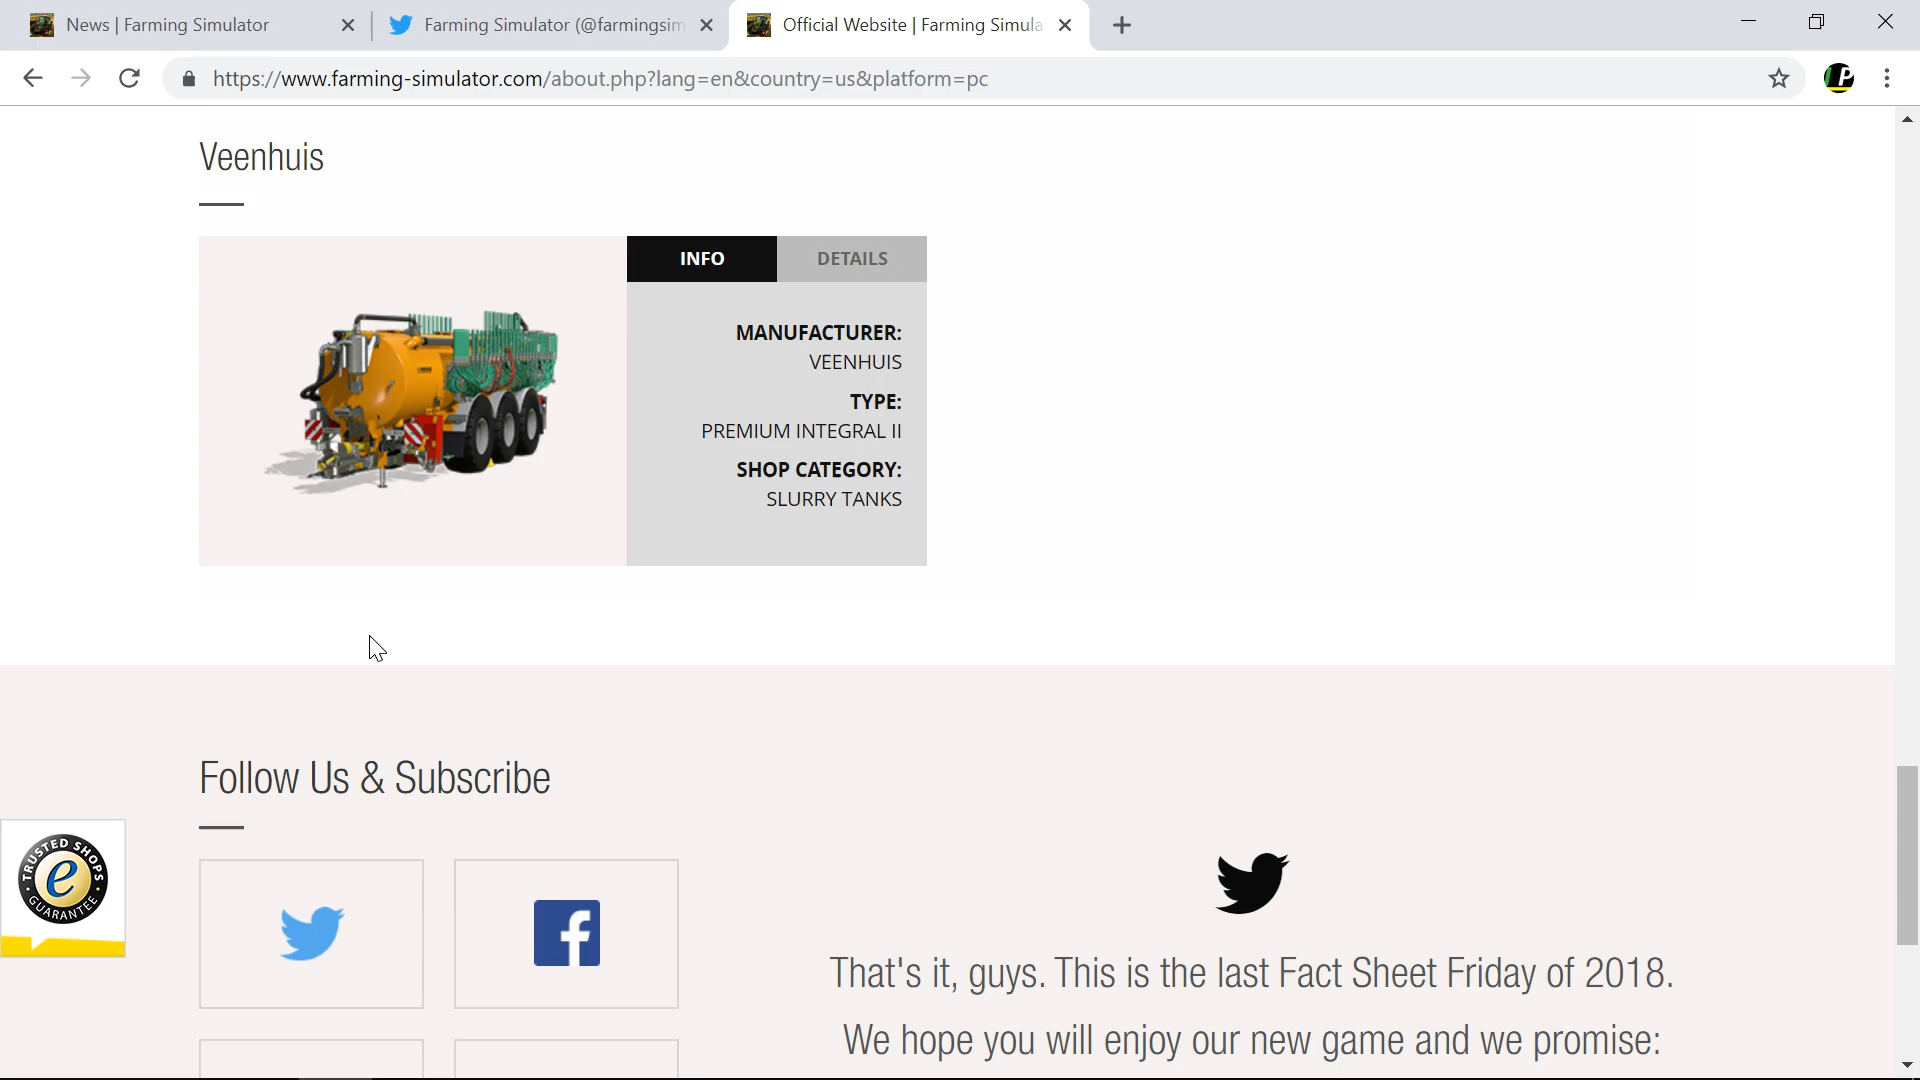 News | Farming Simulator
Farming Simulator (@farmingsim
Official Website | Farming Simula
https://www.farming-simulator.com/about.php?lang=en&country=us&platform=pc
LP
Veenhuis
INFO
DETAILS
MANUFACTURER:
VEENHUIS
TYPE:
PREMIUM INTEGRAL II
SHOP CATEGORY:
SLURRY TANKS
Follow Us & Subscribe
TRUSTED SHOPS
e
GUARANTEE
f
That's it, guys. This is the last Fact Sheet Friday of 2018.
We hope you will enjoy our new game and we promise: